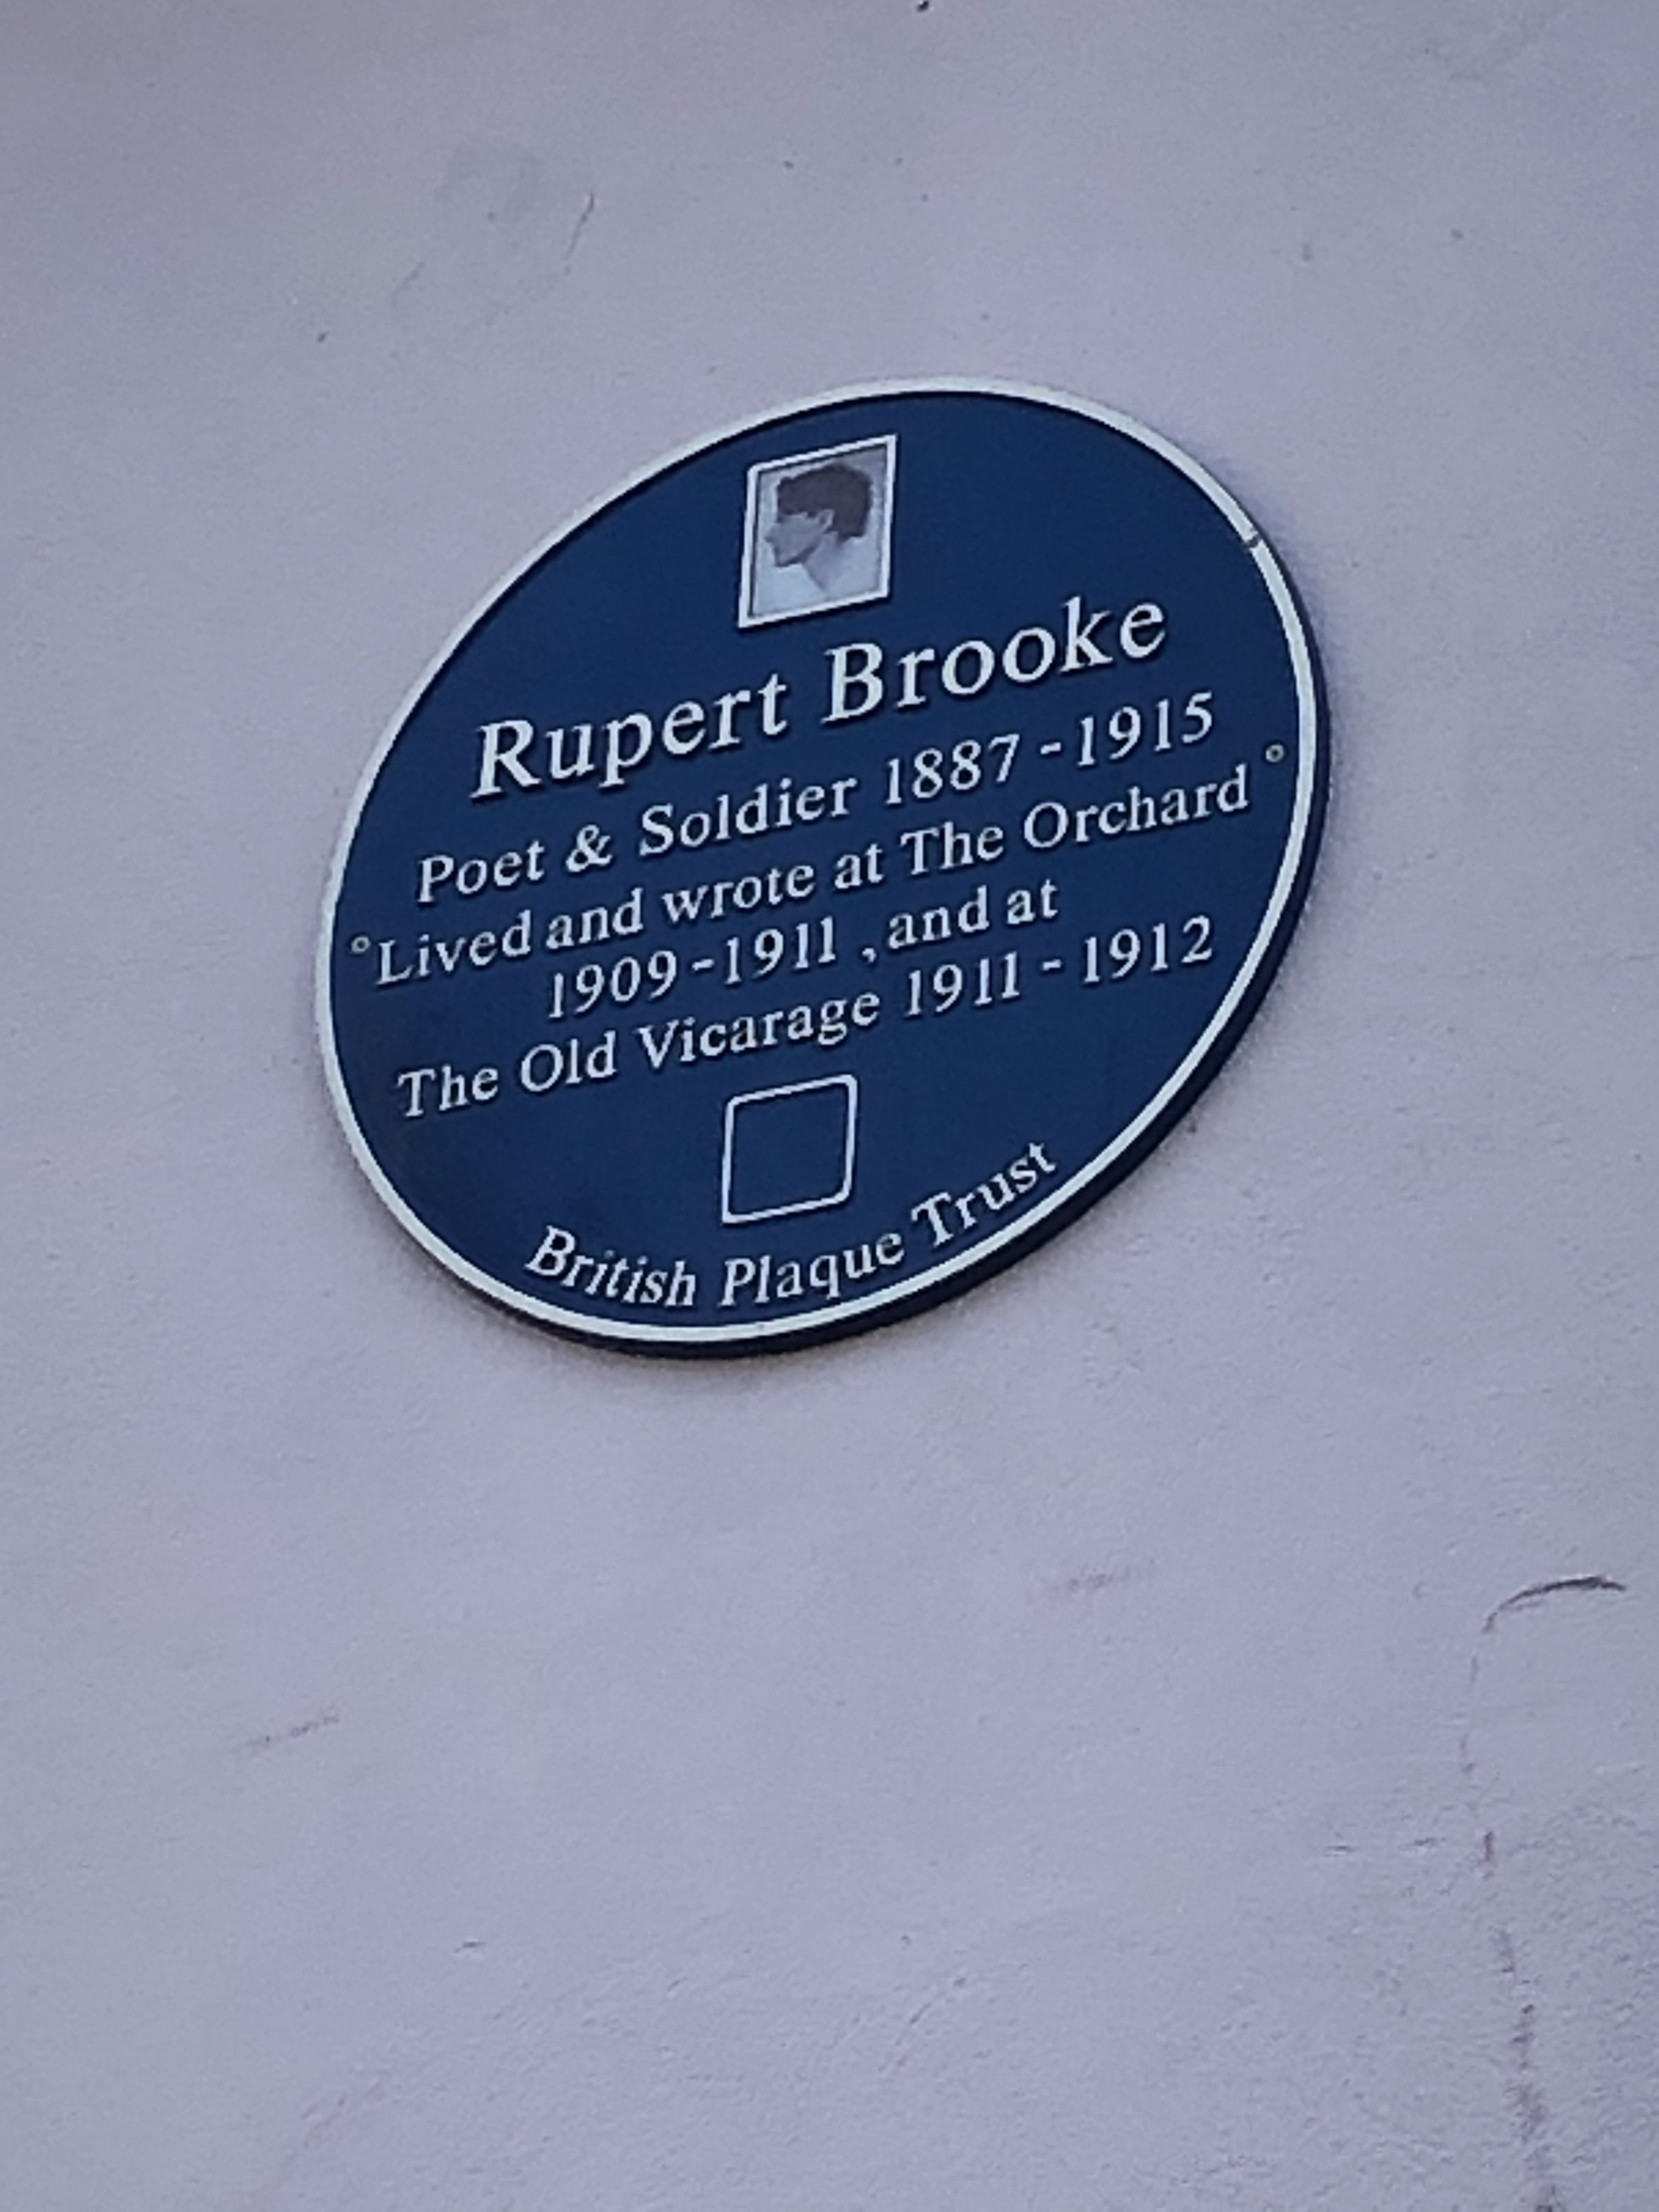 Rupert Brooke
Poet & Soldier 1887 - 1915
Lived and wrote at The Orchard
1909 - 1911 , and at
The Old Vicarage 1911 - 1912
British Plaque Trust